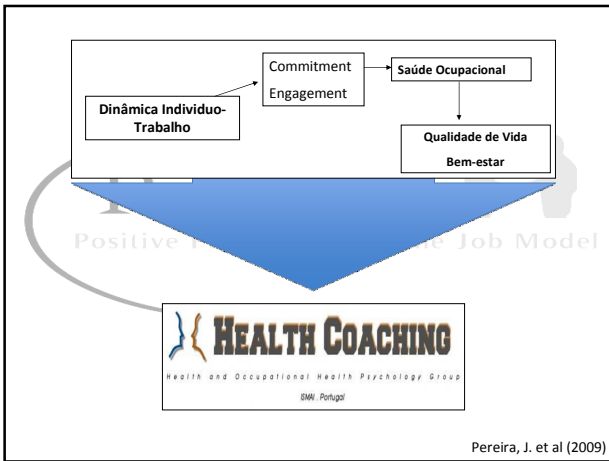 Commitment
Engagement
Saúde Ocupacional
Dinâmica Individuo-
Trabalho
Qualidade de Vida
Bem-estar
Positive
Job Model
HEALTH COACHING
Health and Occupational Health Psychology Group
ISMAI . Portugal
Pereira, J. et al (2009)